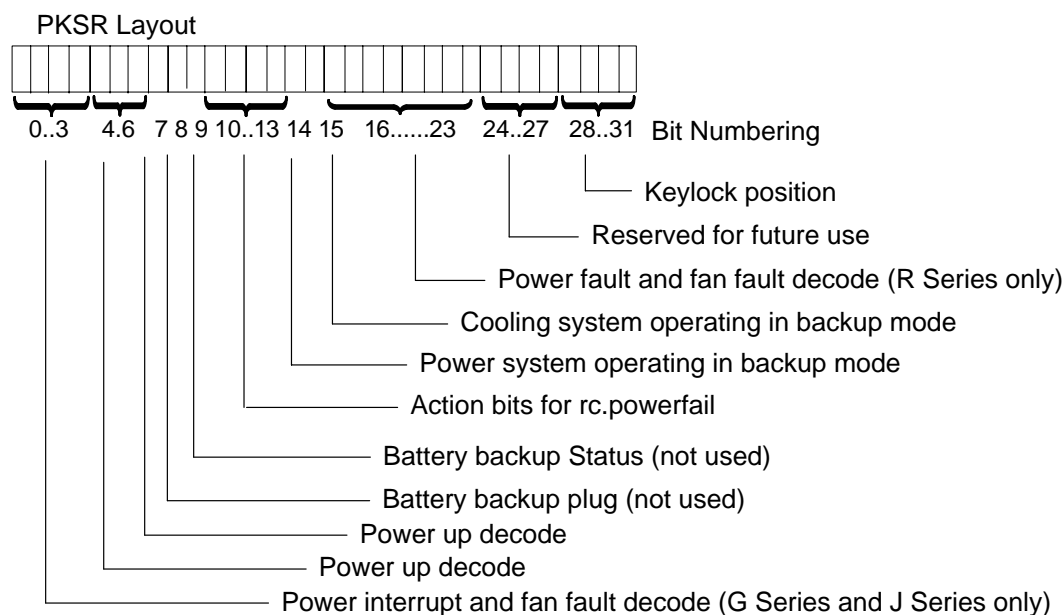 PKSR Layout
0..3 4.6 7 8 9 10..13 14 15 16......23 24..27 28..31 Bit Numbering
Keylock position
Reserved for future use
Power fault and fan fault decode (R Series only)
Cooling system operating in backup mode
Power system operating in backup mode
Action bits for rc.powerfail
Battery backup Status (not used)
Battery backup plug (not used)
Power up decode
Power up decode
Power interrupt and fan fault decode (G Series and J Series only)